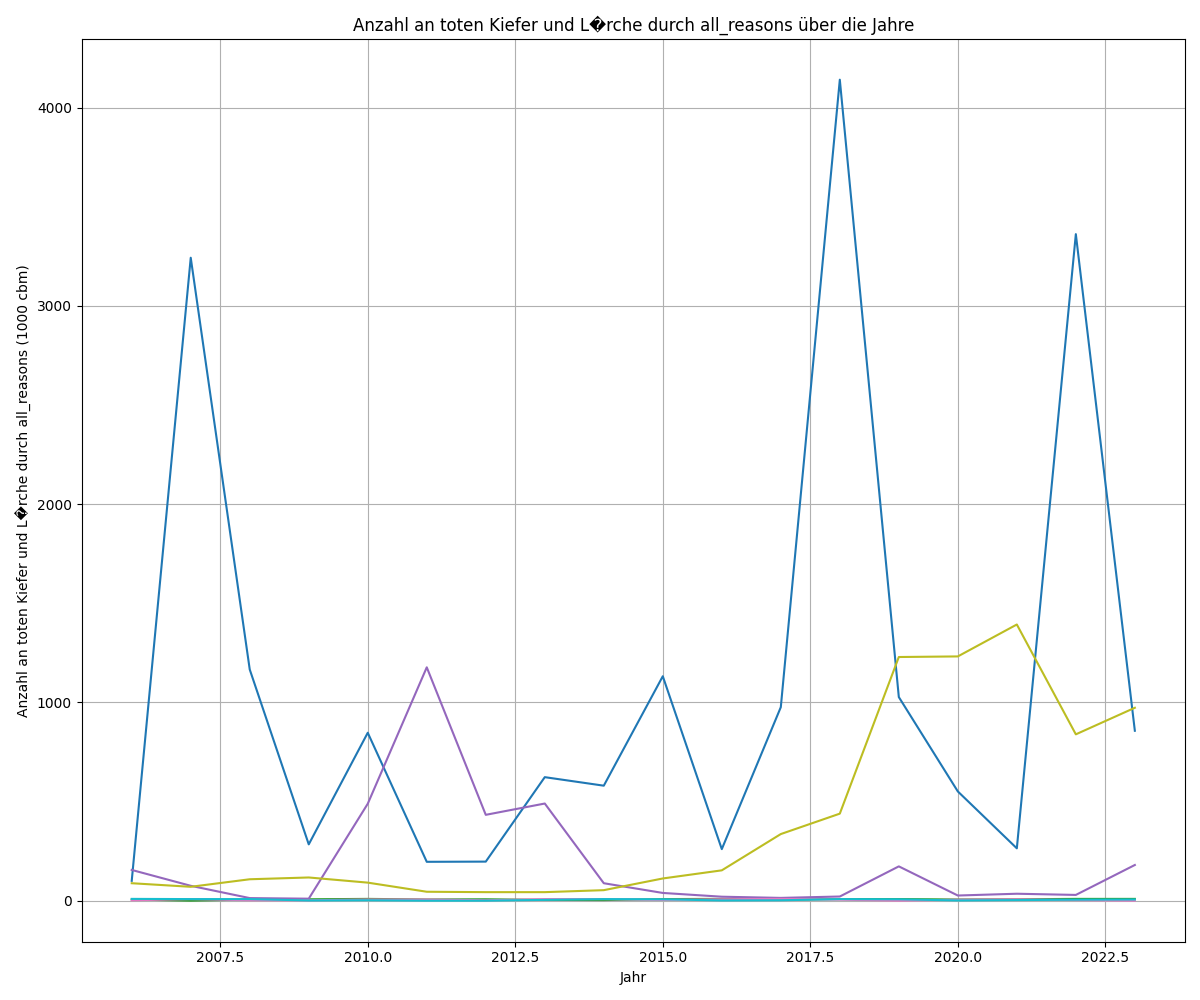 Anzahl an toten Kiefer und L�rche durch all_reasons über die Jahre
Anzahl an toten Kiefer und L�rche durch all_reasons (1000 cbm)
4000
3000
2000
1000
0
2007.5 2010.0 2012.5 2015.0 2017.5 2020.0 2022.5
Jahr